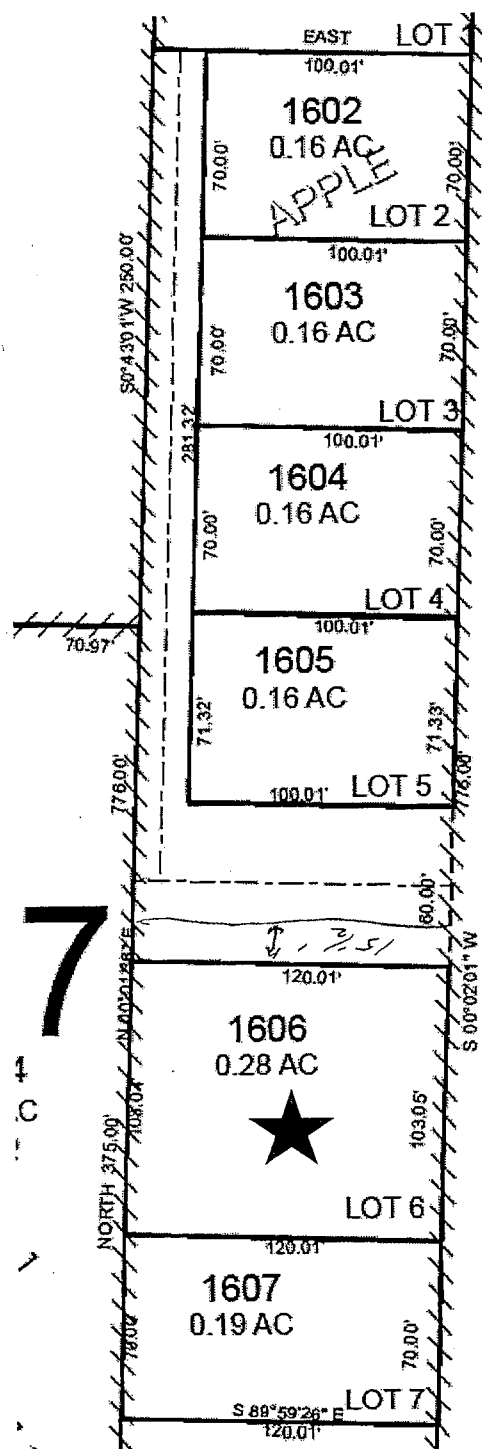 EAST
LOT
100.01'
1602
0.16 AC
APPLE
70.00'
70.00'
LOT 2
100.01'
S0°43'01"W 250.00'
1603
0.16 AC
70.00'
70.00'
LOT 3
100.01'
281.32'
1604
0.16 AC
70.00'
70.00'
LOT 4
100.01'
70.97'
1605
0.16 AC
71.32'
71.33'
LOT 5
100.01'
776.00'
60.00'
7
15½'
120.01'
S 00°02'01" W
1606
0.28 AC
103.05'
NORTH 375.00'
LOT 6
120.01'
1607
0.19 AC
70.00'
70.00'
LOT 7
S 89°59'26" E
120.01'
C